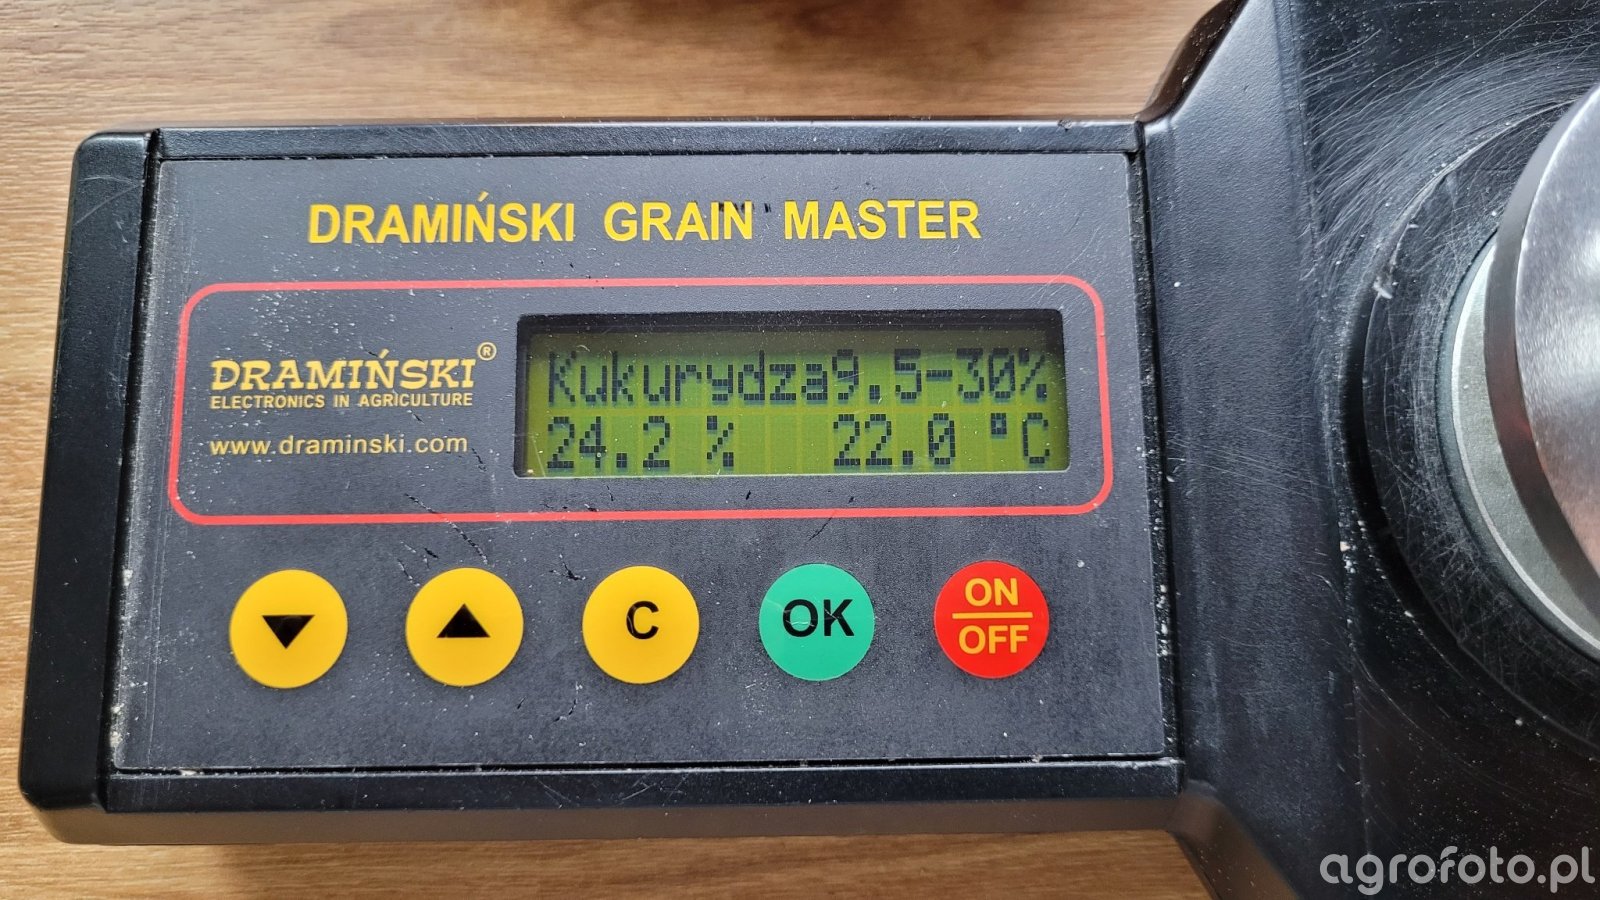 DRAMIŃSKI GRAIN MASTER
DRAMIŃSKI®
ELECTRONICS IN AGRICULTURE
www.draminski.com
Kukurydza9,5-30%
24.2 % 22.0 °C
▼ ▲ C OK ON
OFF
agrofoto.pl